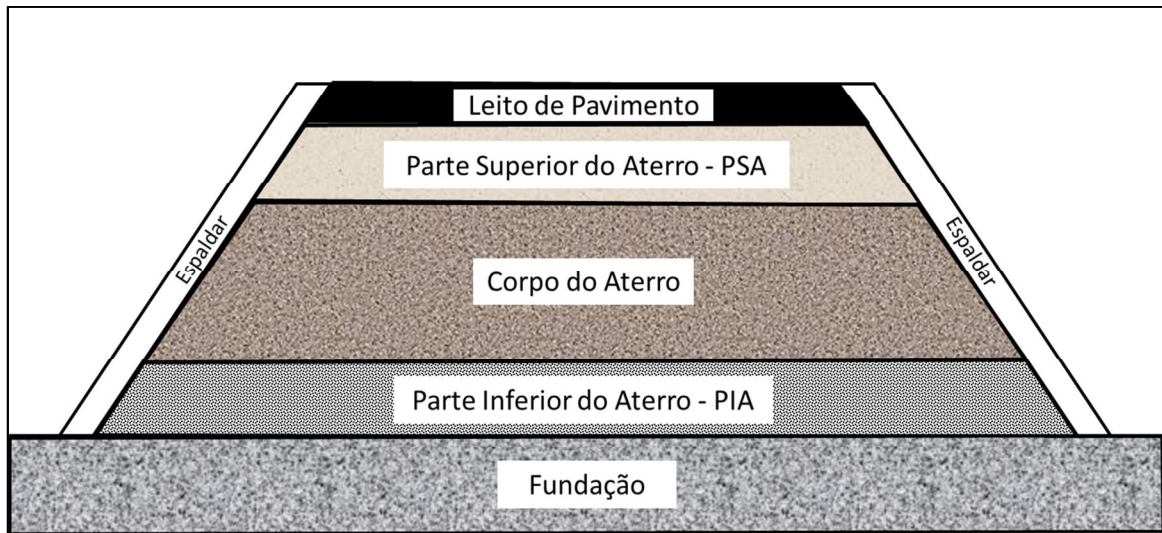 Leito de Pavimento
Parte Superior do Aterro - PSA
Espaldar
Espaldar
Corpo do Aterro
Parte Inferior do Aterro - PIA
Fundação